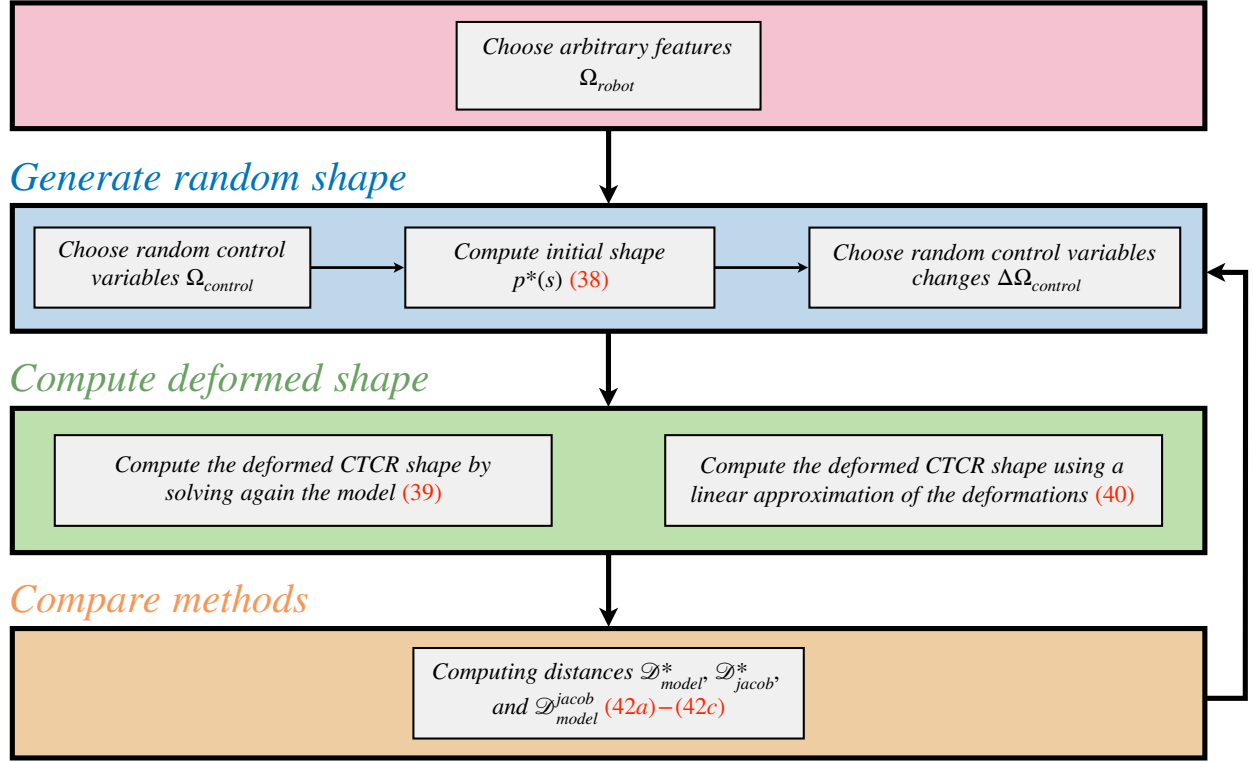 Choose arbitrary features
Ω_robot
Generate random shape
Choose random control
variables Ω_control
Compute initial shape
p*(s) (38)
Choose random control variables
changes ΔΩ_control
Compute deformed shape
Compute the deformed CTCR shape by
solving again the model (39)
Compute the deformed CTCR shape using a
linear approximation of the deformations (40)
Compare methods
Computing distances 𝒟*_model, 𝒟*_jacob,
and 𝒟^jacob_model (42a)−(42c)